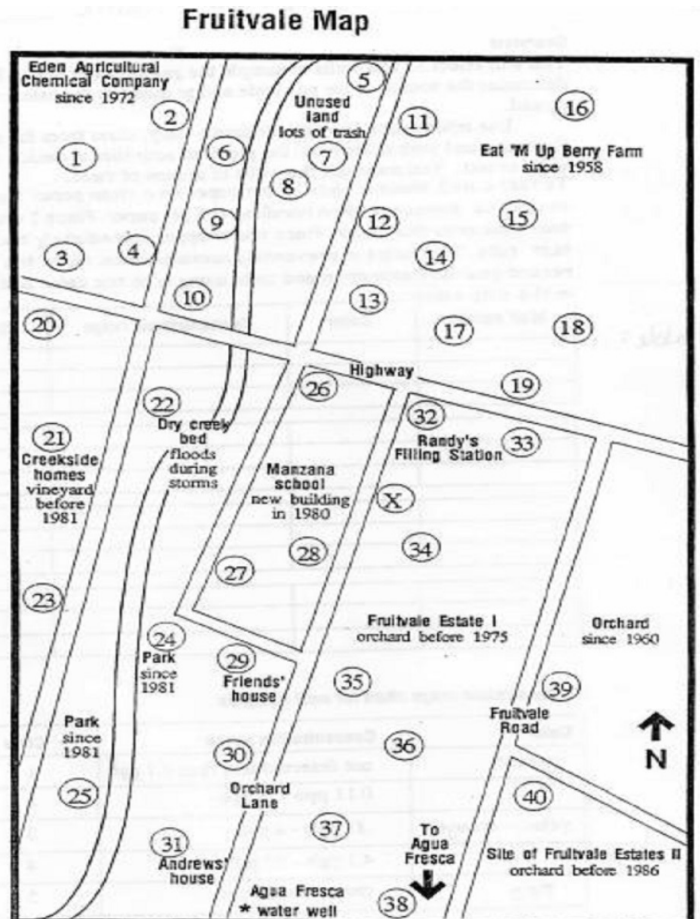 Fruitvale Map
Eden Agricultural
Chemical Company
since 1972
1
2
3
4
5
6
Unused
land
lots of trash
7
8
9
10
11
16
Eat 'M Up Berry Farm
since 1958
12
15
14
13
17
18
20
Highway
19
26
22
Dry creek
bed
floods
during
storms
32
Randy's
Filling Station
33
21
Creekside
homes
vineyard
before
1981
Manzana
school
new building
in 1980
X
28
34
27
23
24
Park
since
1981
Fruitvale Estate I
orchard before 1975
Orchard
since 1960
29
Friends'
house
35
39
Fruitvale
Road
N
Park
since
1981
25
30
Orchard
Lane
36
40
31
Andrews'
house
37
To
Agua
Fresca
Site of Fruitvale Estates II
orchard before 1986
Agua Fresca
* water well
38